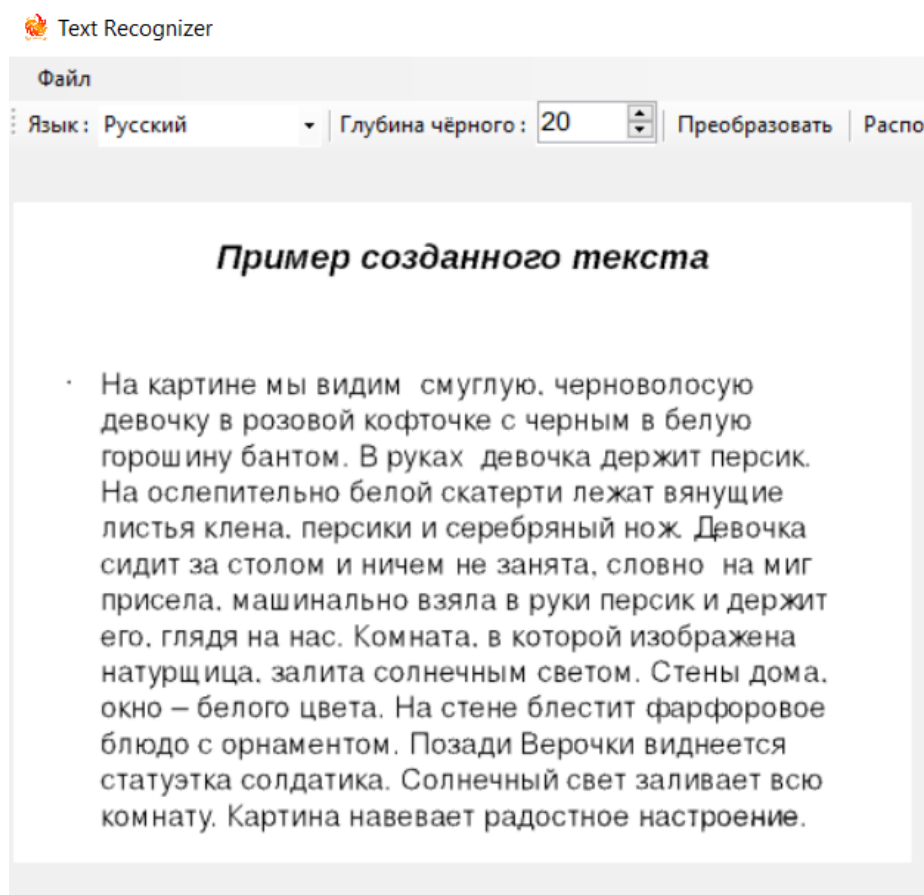 Text Recognizer
Файл
Язык: Русский Глубина чёрного: 20 Преобразовать
Пример созданного текста
· На картине мы видим смуглую, черноволосую
девочку в розовой кофточке с черным в белую
горошину бантом. В руках девочка держит персик.
На ослепительно белой скатерти лежат вянущие
листья клена, персики и серебряный нож. Девочка
сидит за столом и ничем не занята, словно на миг
присела, машинально взяла в руки персик и держит
его, глядя на нас. Комната, в которой изображена
натурщица, залита солнечным светом. Стены дома,
окно – белого цвета. На стене блестит фарфоровое
блюдо с орнаментом. Позади Верочки виднеется
статуэтка солдатика. Солнечный свет заливает всю
комнату. Картина навевает радостное настроение.